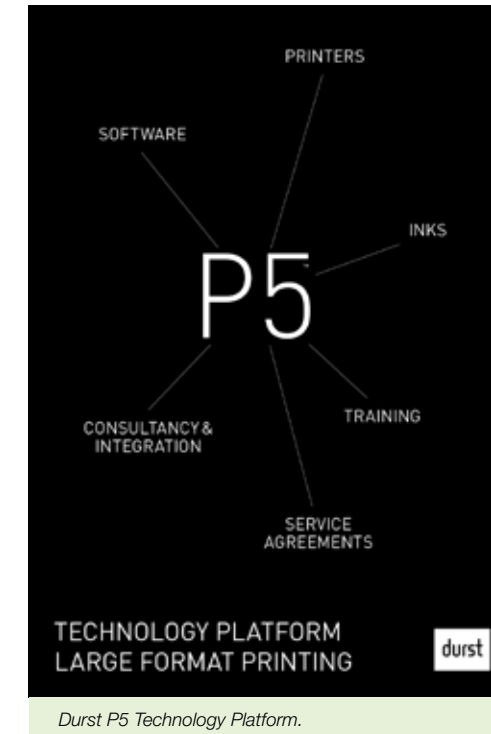 PRINTERS
SOFTWARE
INKS
P5
TRAINING
CONSULTANCY &
INTEGRATION
SERVICE
AGREEMENTS
TECHNOLOGY PLATFORM
LARGE FORMAT PRINTING
durst
Durst P5 Technology Platform.